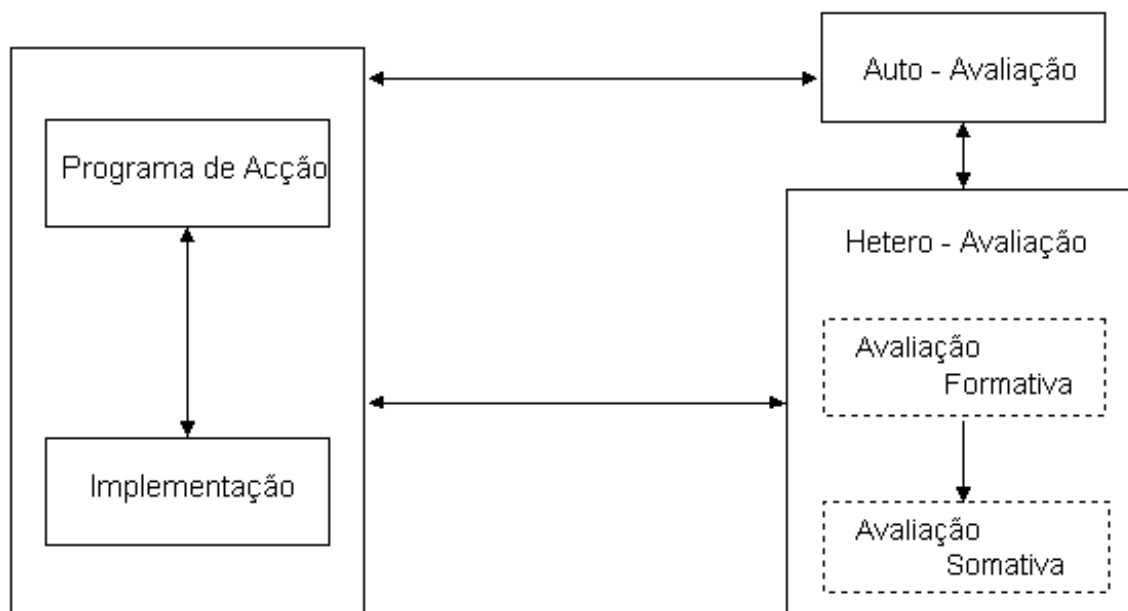 Auto - Avaliação
Programa de Acção
Hetero - Avaliação
Avaliação
Formativa
Implementação
Avaliação
Somativa